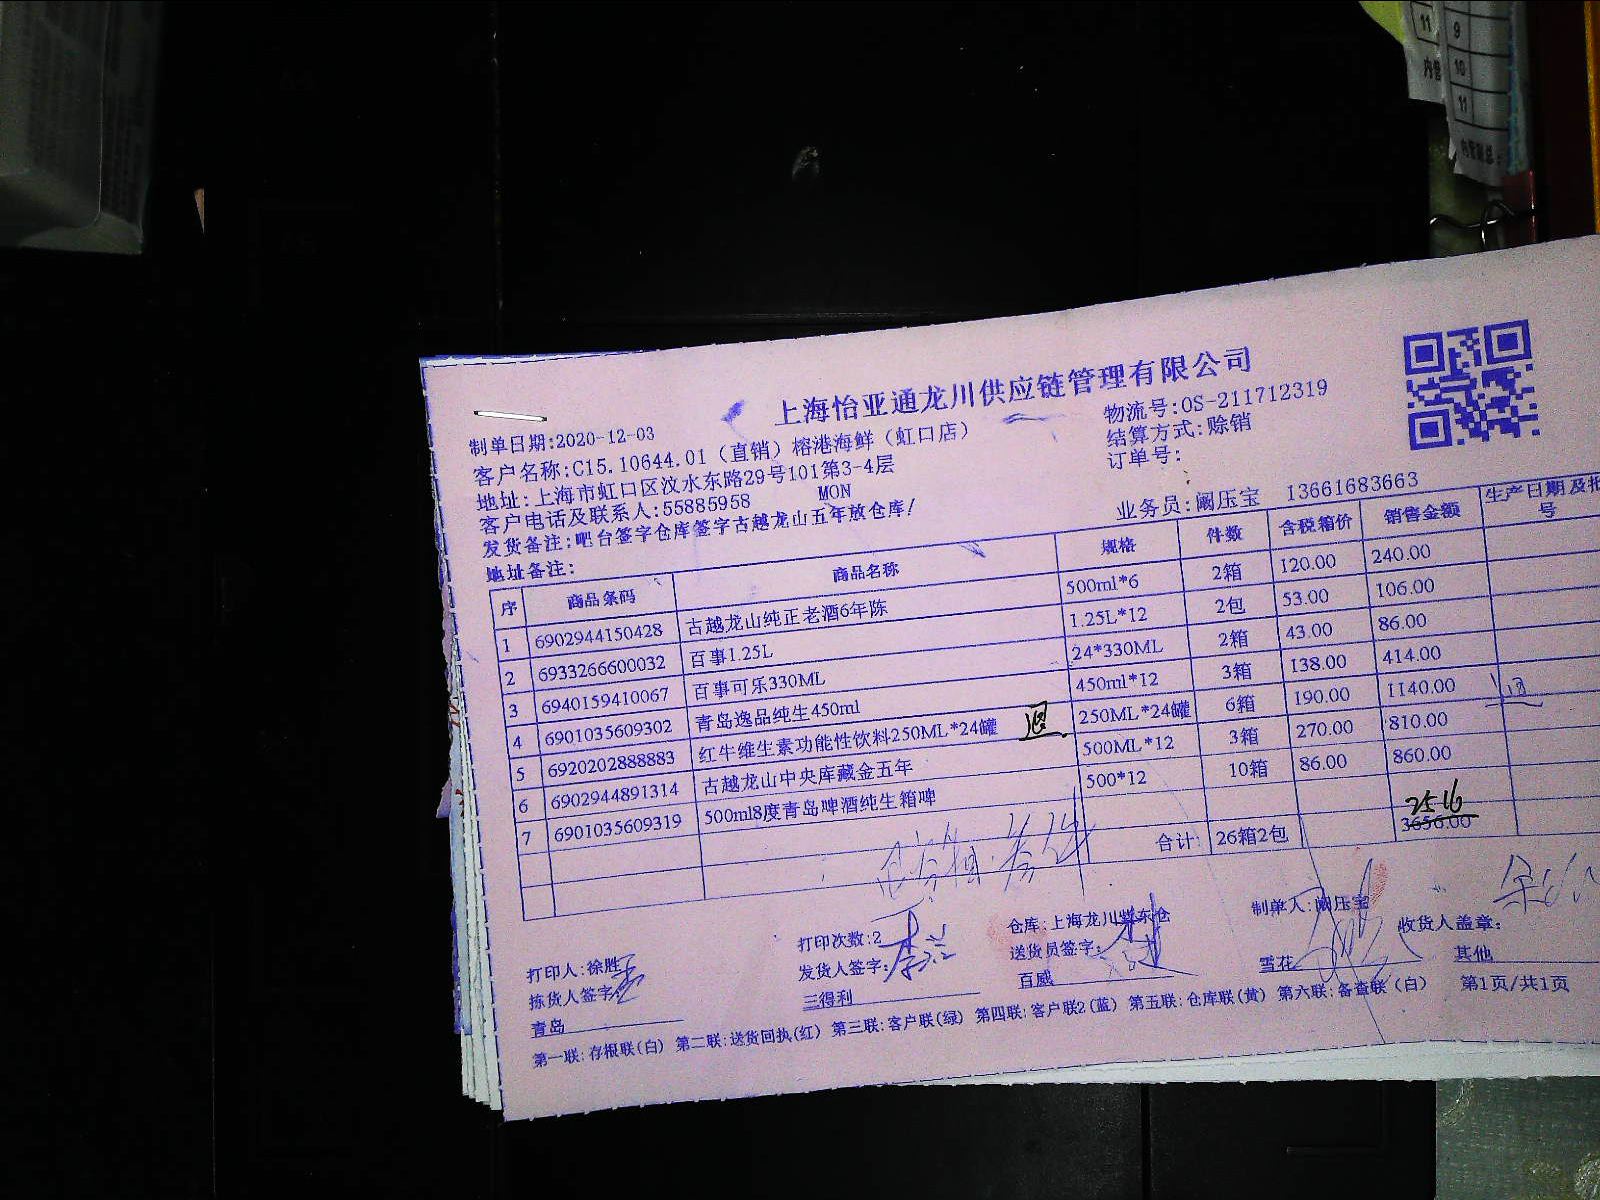 11
9
内管
10
11
上海怡亚通龙川供应链管理有限公司
制单日期:2020-12-03
物流号:OS-211712319
客户名称:C15.10644.01（直销）榕港海鲜（虹口店）
结算方式:赊销
地址:上海市虹口区汶水东路29号101第3-4层
订单号:
客户电话及联系人:55885958 MON
业务员:阚压宝 13661683663
发货备注:吧台签字仓库签字古越龙山五年放仓库!
地址备注:
序 商品条码 商品名称 规格 件数 含税箱价 销售金额 生产日期及批号
1 6902944150428 古越龙山纯正老酒6年陈 500ml*6 2箱 120.00 240.00
2 6933266600032 百事1.25L 1.25L*12 2包 53.00 106.00
3 6940159410067 百事可乐330ML 24*330ML 2箱 43.00 86.00
4 6901035609302 青岛逸品纯生450ml 450ml*12 3箱 138.00 414.00
5 6920202888883 红牛维生素功能性饮料250ML*24罐 退 250ML*24罐 6箱 190.00 1140.00
6 6902944891314 古越龙山中央库藏金五年 500ML*12 3箱 270.00 810.00
7 6901035609319 500ml8度青岛啤酒纯生箱啤 500*12 10箱 86.00 860.00
2516
合计: 26箱2包 3656.00
打印人:徐胜 打印次数:2 仓库:上海龙川 制单人:阚压宝
拣货人签字: 发货人签字: 送货员签字: 收货人盖章:
青岛 三得利 百威 雪花 其他
第一联:存根联(白) 第二联:送货回执(红) 第三联:客户联(绿) 第四联:客户联2(蓝) 第五联:仓库联(黄) 第六联:备查联(白) 第1页/共1页